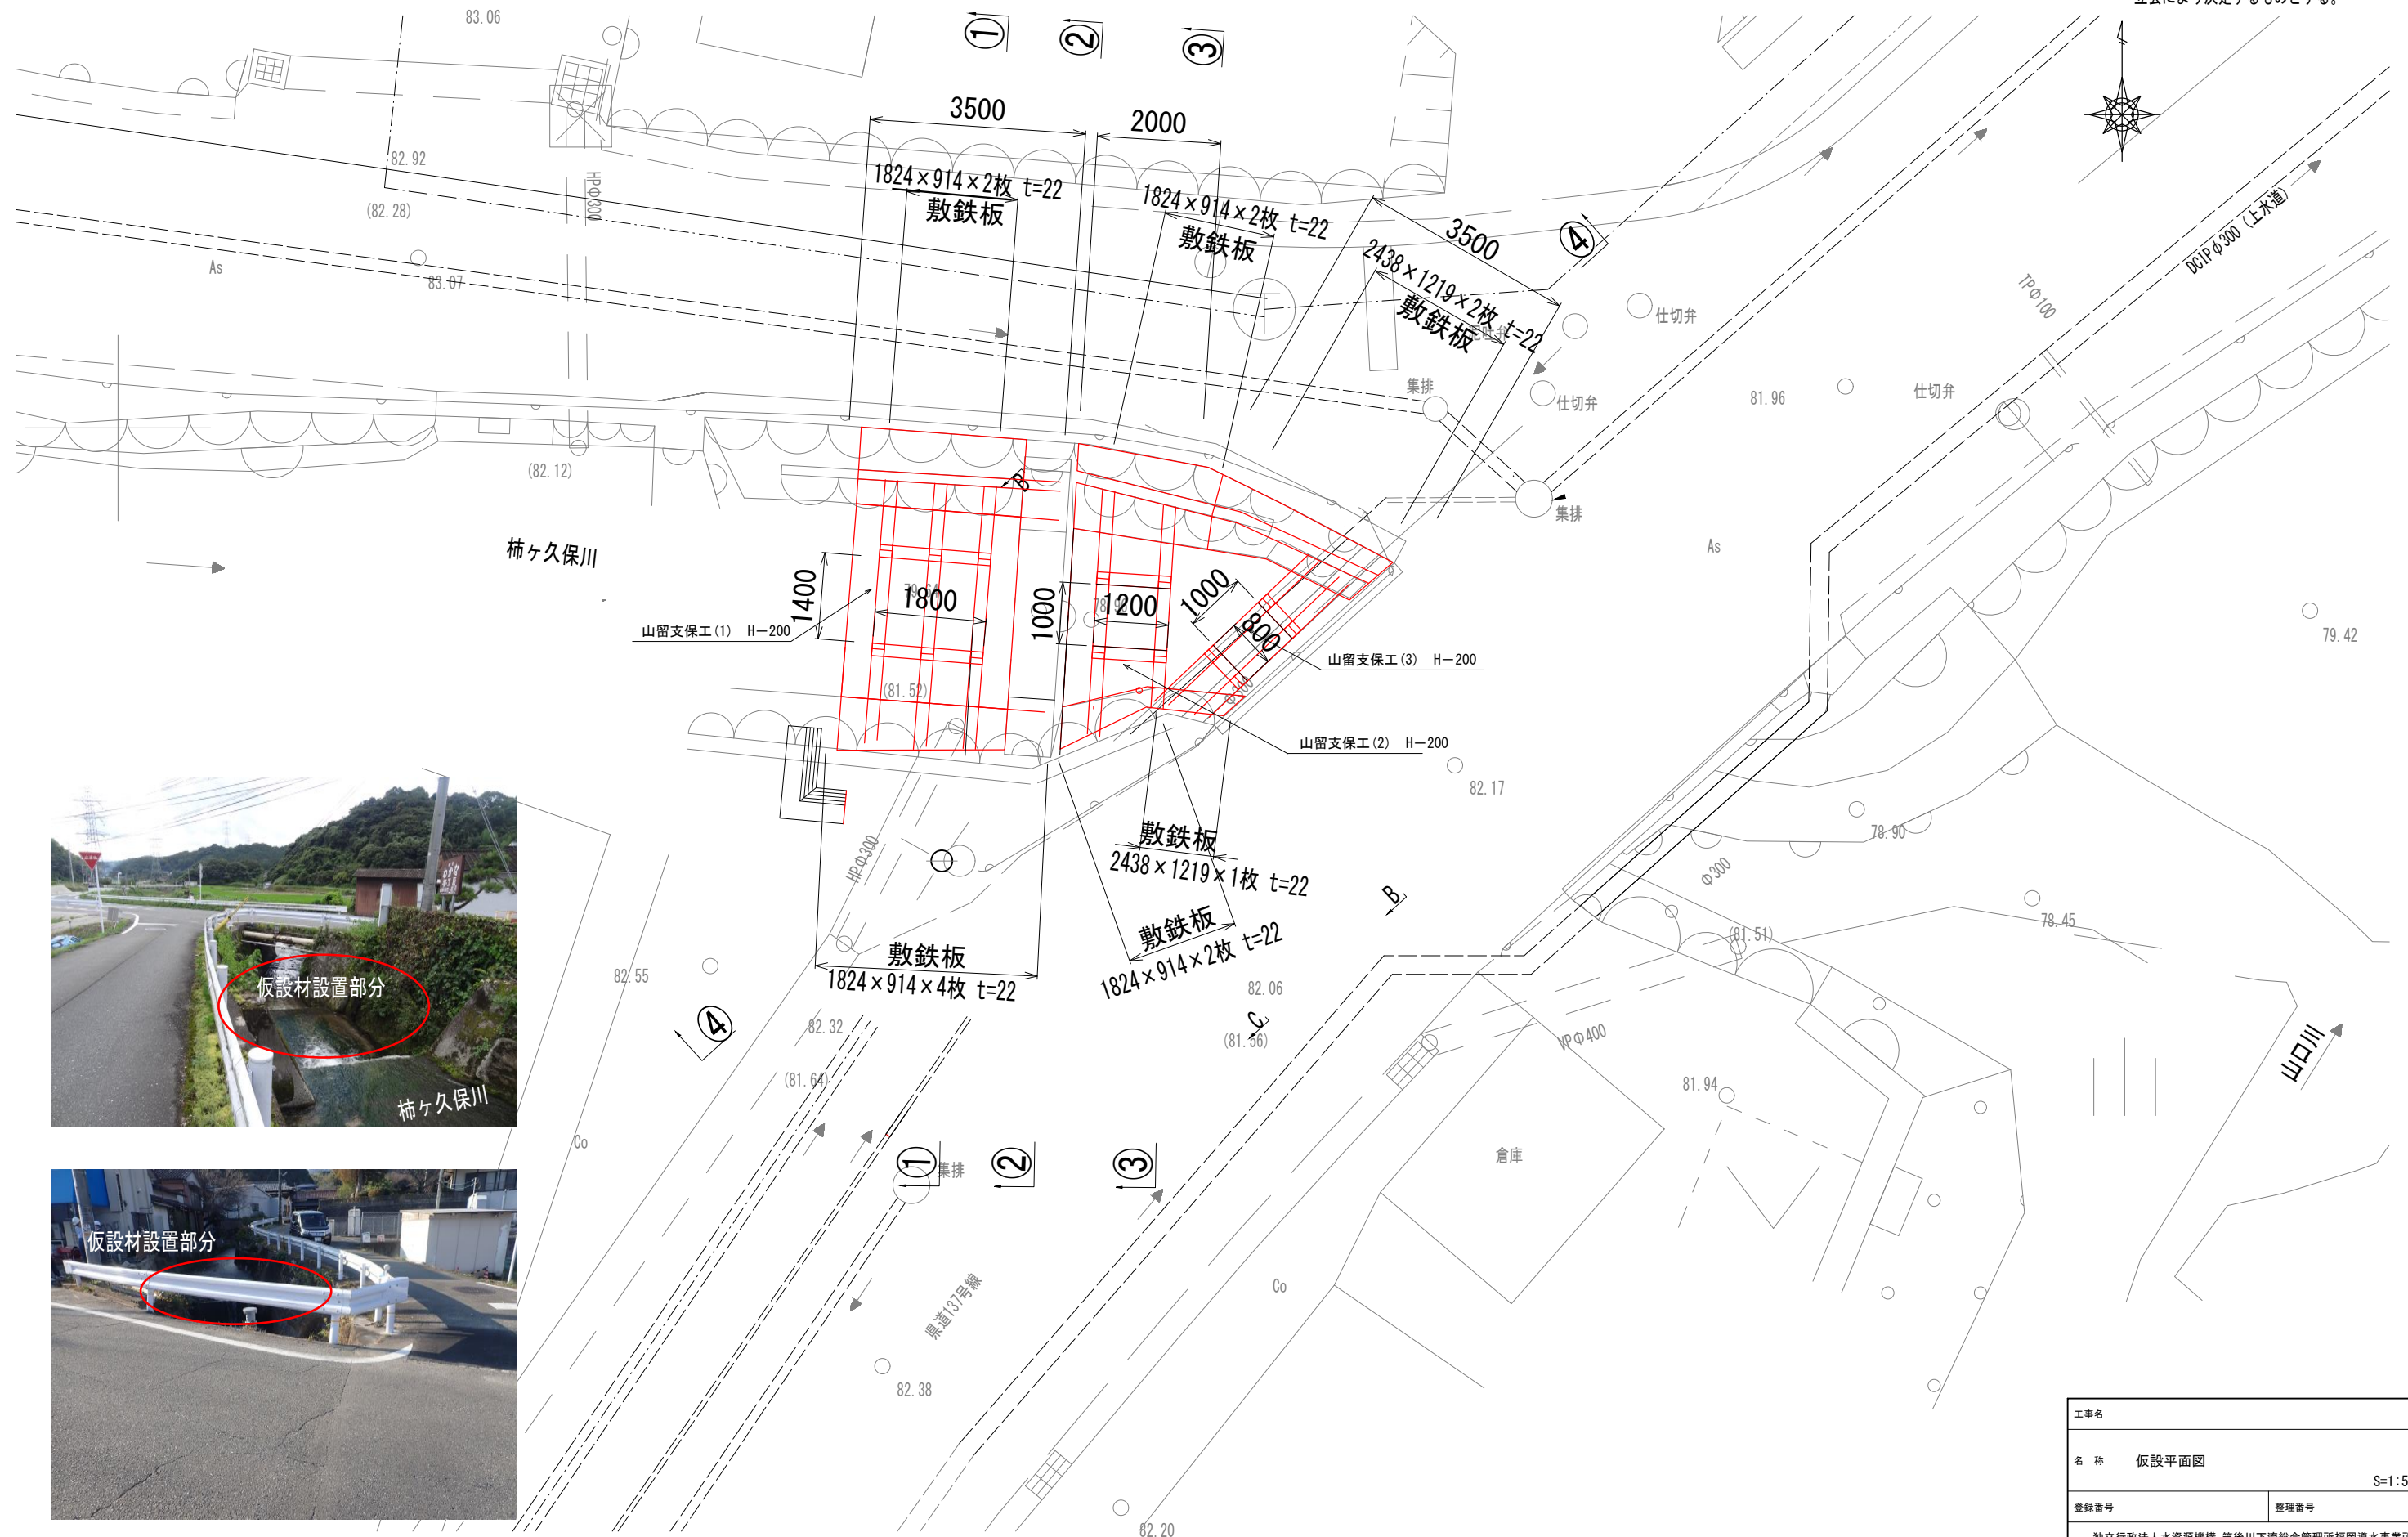 83.06
①
②
③
3500
2000
1824×914×2枚 t=22
敷鉄板
1824×914×2枚 t=22
敷鉄板
3500
2438×1219×2枚 t=22
敷鉄板
④
82.92
HPΦ300
(82.28)
As
83.07
DCIPφ300 (上水道)
TPΦ100
仕切弁
仕切弁
仕切弁
81.96
集排
集排
As
(82.12)
B
柿ヶ久保川
1400
1800
1000
1200
1000
800
山留支保工(1) H−200
山留支保工(3) H−200
山留支保工(2) H−200
(81.52)
79.42
82.17
78.90
Φ300
78.45
(81.51)
HPΦ300
敷鉄板
2438×1219×1枚 t=22
敷鉄板
1824×914×2枚 t=22
敷鉄板
1824×914×4枚 t=22
B
C
82.55
82.32
(81.64)
④
82.06
(81.56)
VPΦ400
81.94
山口川
倉庫
Co
Co
①
②
③
集排
県道137号線
82.38
82.20
仮設材設置部分
柿ヶ久保川
仮設材設置部分
工事名
名 称 仮設平面図
S=1:5
登録番号 整理番号